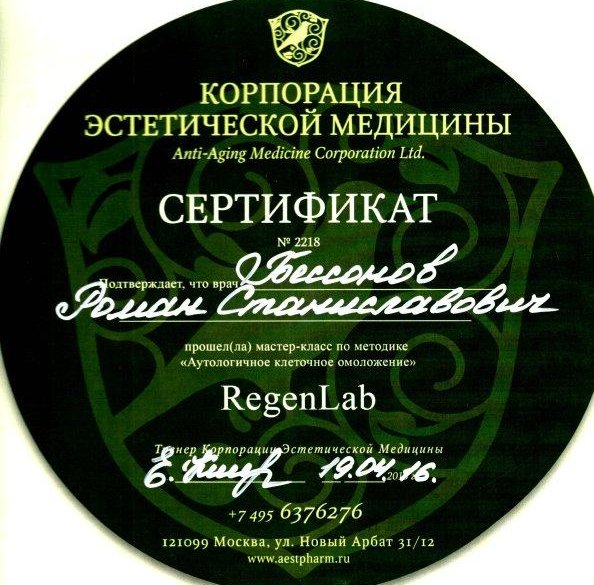 КОРПОРАЦИЯ
ЭСТЕТИЧЕСКОЙ МЕДИЦИНЫ
Anti-Aging Medicine Corporation Ltd.
СЕРТИФИКАТ
№ 2218
Подтверждает, что врач Бессонов
Роман Станиславович
прошел(ла) мастер-класс по методике
«Аутологичное клеточное омоложение»
RegenLab
Тренер Корпорации Эстетической Медицины
19.04.16.
+7 495 6376276
121099 Москва, ул. Новый Арбат 31/12
www.aestpharm.ru